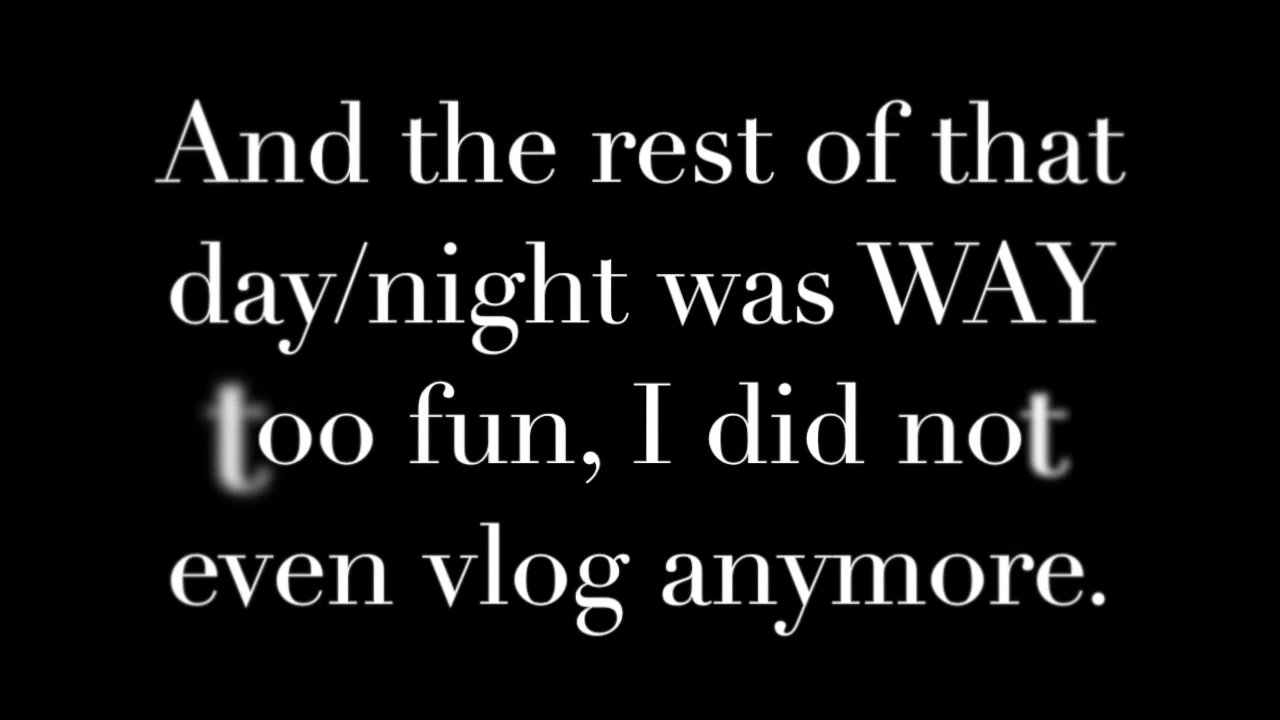 And the rest of that
day/night was WAY
too fun, I did not
even vlog anymore.